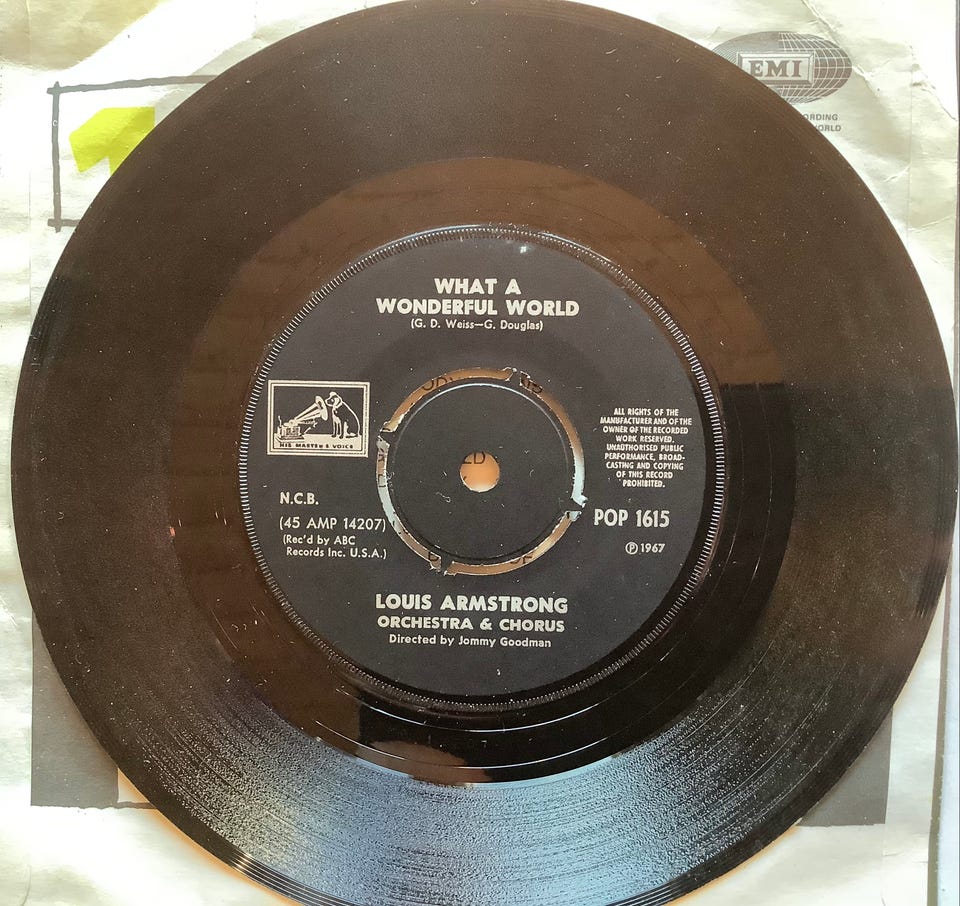 EMI
WORLD
WHAT A
WONDERFUL WORLD
(G. D. Weiss—G. Douglas)
HIS MASTER'S VOICE
ALL RIGHTS OF THE
MANUFACTURER AND OF THE
OWNER OF THE RECORDED
WORK RESERVED.
UNAUTHORISED PUBLIC
PERFORMANCE, BROAD-
CASTING AND COPYING
OF THIS RECORD
PROHIBITED.
N.C.B.
(45 AMP 14207)
(Rec'd by ABC
Records Inc. U.S.A.)
POP 1615
℗ 1967
LOUIS ARMSTRONG
ORCHESTRA & CHORUS
Directed by Jommy Goodman